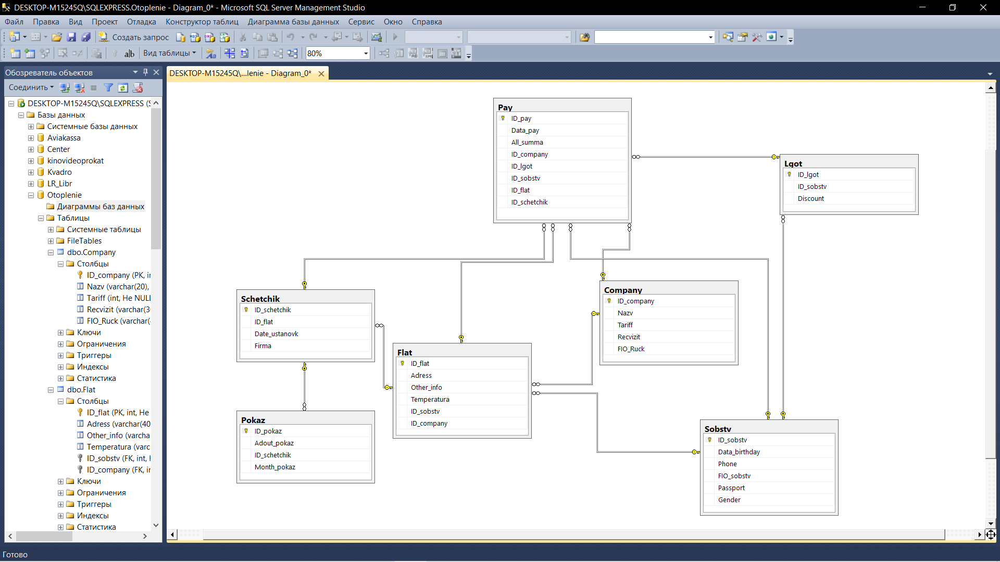 DESKTOP-M15245Q\SQLEXPRESS.Otoplenie - Diagram_0* - Microsoft SQL Server Management Studio
Файл Правка Вид Проект Отладка Конструктор таблиц Диаграмма базы данных Сервис Окно Справка
Создать запрос
Вид таблицы 80%
Обозреватель объектов
Соединить
DESKTOP-M15245Q\SQLEXPRESS (S
Базы данных
Системные базы данных
Aviakassa
Center
kinovideoprokat
Kvadro
LR_Libr
Otoplenie
Диаграммы баз данных
Таблицы
Системные таблицы
FileTables
dbo.Company
Столбцы
ID_company (PK, in
Nazv (varchar(20),
Tariff (int, Не NULL
Recvizit (varchar(30
FIO_Ruck (varchar(4
Ключи
Ограничения
Триггеры
Индексы
Статистика
dbo.Flat
Столбцы
ID_flat (PK, int, Не
Adress (varchar(40
Other_info (varcha
Temperatura (varc
ID_sobstv (FK, int, Н
ID_company (FK, in
Ключи
Ограничения
Триггеры
Индексы
Статистика
DESKTOP-M15245Q\...lenie - Diagram_0*
Pay
ID_pay
Data_pay
All_summa
ID_company
ID_lgot
ID_sobstv
ID_flat
ID_schetchik
Lgot
ID_lgot
ID_sobstv
Discount
Schetchik
ID_schetchik
ID_flat
Date_ustanovk
Firma
Company
ID_company
Nazv
Tariff
Recvizit
FIO_Ruck
Flat
ID_flat
Adress
Other_info
Temperatura
ID_sobstv
ID_company
Pokaz
ID_pokaz
Adout_pokaz
ID_schetchik
Month_pokaz
Sobstv
ID_sobstv
Data_birthday
Phone
FIO_sobstv
Passport
Gender
Готово